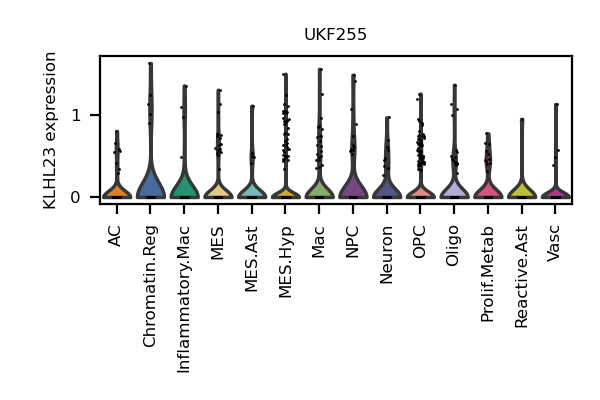 UKF255
KLHL23 expression
1
0
AC
Chromatin.Reg
Inflammatory.Mac
MES
MES.Ast
MES.Hyp
Mac
NPC
Neuron
OPC
Oligo
Prolif.Metab
Reactive.Ast
Vasc